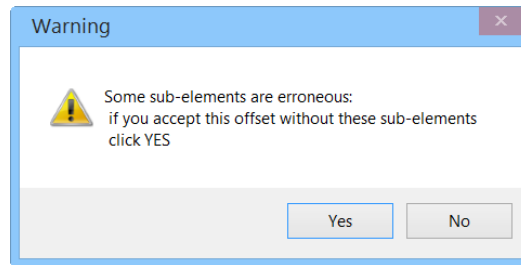 Warning
Some sub-elements are erroneous:
if you accept this offset without these sub-elements
click YES
Yes
No